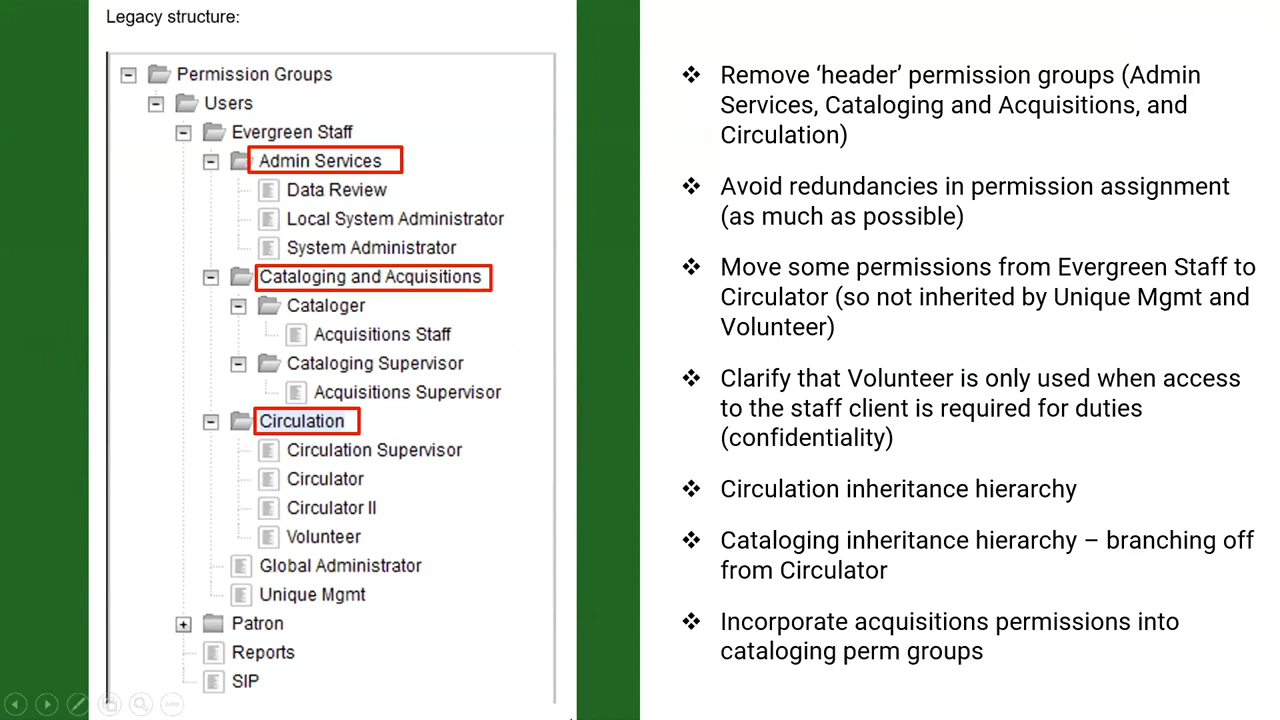 Legacy structure:
Permission Groups
Users
Evergreen Staff
Admin Services
Data Review
Local System Administrator
System Administrator
Cataloging and Acquisitions
Cataloger
Acquisitions Staff
Cataloging Supervisor
Acquisitions Supervisor
Circulation
Circulation Supervisor
Circulator
Circulator II
Volunteer
Global Administrator
Unique Mgmt
Patron
Reports
SIP
Remove ‘header’ permission groups (Admin
Services, Cataloging and Acquisitions, and
Circulation)
Avoid redundancies in permission assignment
(as much as possible)
Move some permissions from Evergreen Staff to
Circulator (so not inherited by Unique Mgmt and
Volunteer)
Clarify that Volunteer is only used when access
to the staff client is required for duties
(confidentiality)
Circulation inheritance hierarchy
Cataloging inheritance hierarchy – branching off
from Circulator
Incorporate acquisitions permissions into
cataloging perm groups